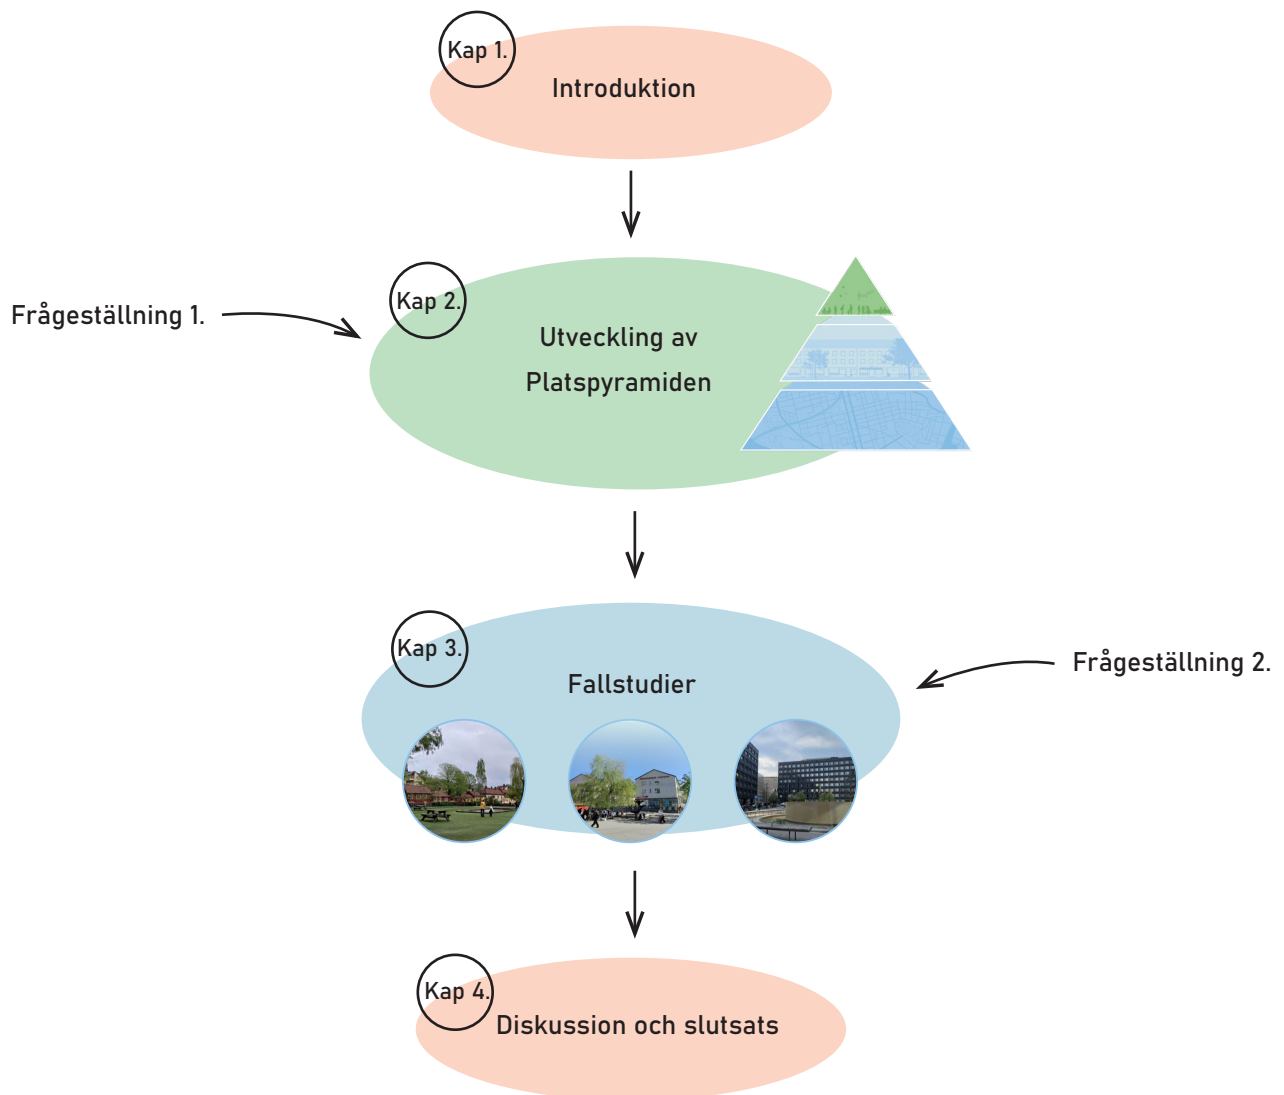 Kap 1.
Introduktion
Kap 2.
Frågeställning 1.
Utveckling av
Platspyramiden
Kap 3.
Frågeställning 2.
Fallstudier
Kap 4.
Diskussion och slutsats